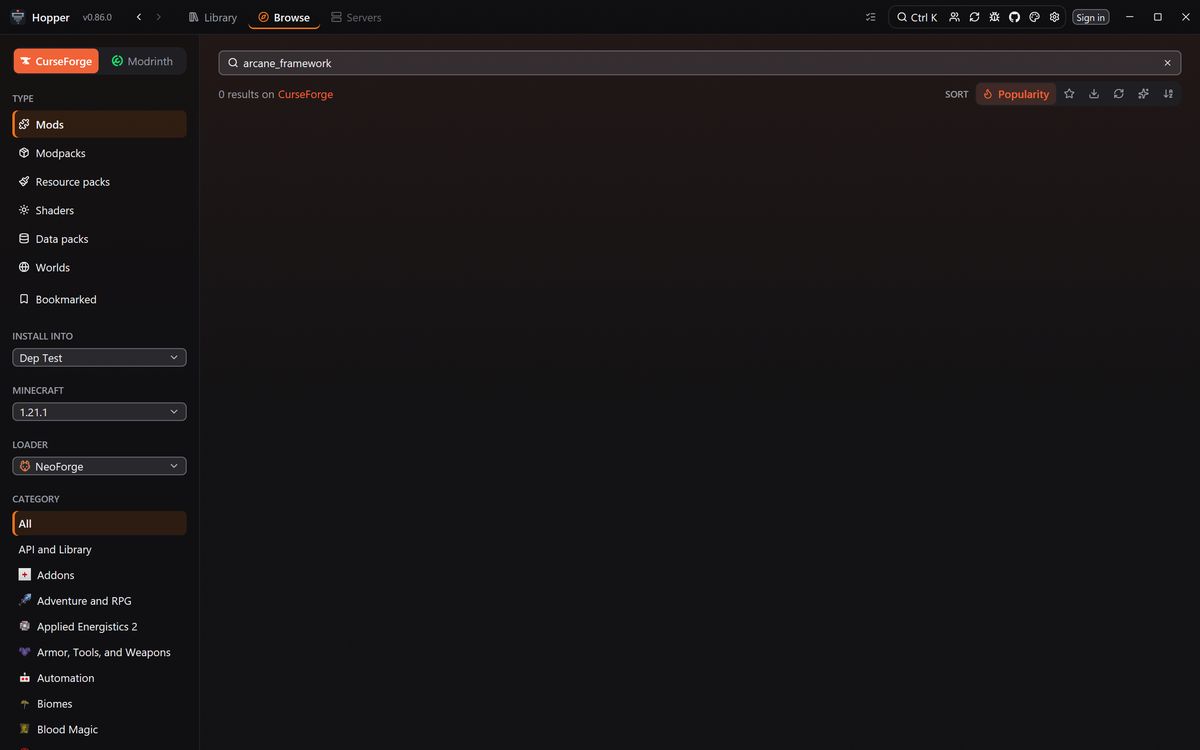 Hopper v0.86.0 Library Browse Servers Ctrl K Sign in
CurseForge Modrinth
arcane_framework
0 results on CurseForge
SORT Popularity
TYPE
Mods
Modpacks
Resource packs
Shaders
Data packs
Worlds
Bookmarked
INSTALL INTO
Dep Test
MINECRAFT
1.21.1
LOADER
NeoForge
CATEGORY
All
API and Library
Addons
Adventure and RPG
Applied Energistics 2
Armor, Tools, and Weapons
Automation
Biomes
Blood Magic